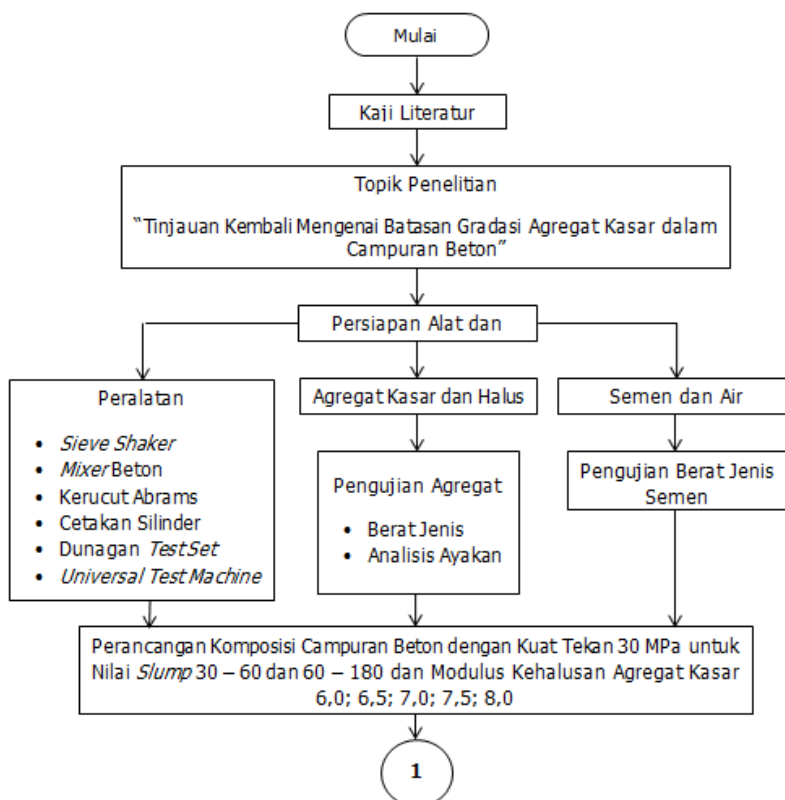 Mulai
Kaji Literatur
Topik Penelitian
“Tinjauan Kembali Mengenai Batasan Gradasi Agregat Kasar dalam
Campuran Beton”
Persiapan Alat dan
Peralatan
• Sieve Shaker
• Mixer Beton
• Kerucut Abrams
• Cetakan Silinder
• Dunagan Test Set
• Universal Test Machine
Agregat Kasar dan Halus
Pengujian Agregat
• Berat Jenis
• Analisis Ayakan
Semen dan Air
Pengujian Berat Jenis
Semen
Perancangan Komposisi Campuran Beton dengan Kuat Tekan 30 MPa untuk
Nilai Slump 30 – 60 dan 60 – 180 dan Modulus Kehalusan Agregat Kasar
6,0; 6,5; 7,0; 7,5; 8,0
1